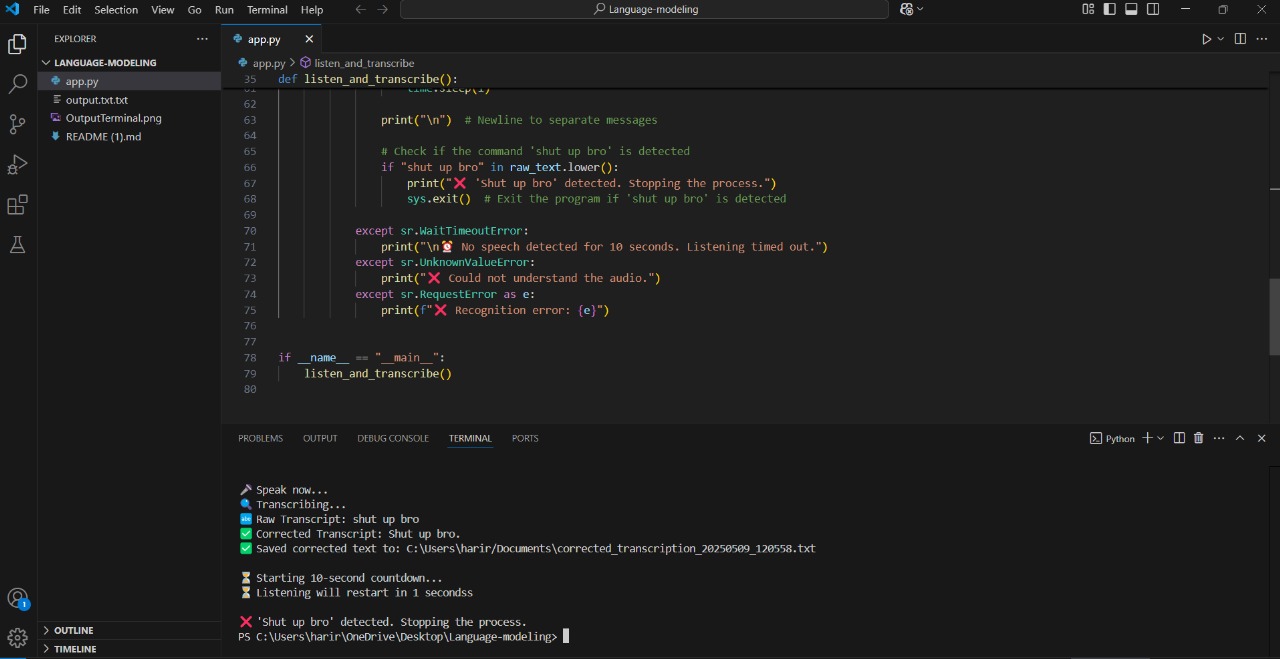 File Edit Selection View Go Run Terminal Help
Language-modeling
EXPLORER
LANGUAGE-MODELING
app.py
output.txt.txt
OutputTerminal.png
README (1).md
OUTLINE
TIMELINE
1
app.py
app.py > listen_and_transcribe
35 def listen_and_transcribe():
61 time.sleep(1)
62
63 print("\n") # Newline to separate messages
64
65 # Check if the command 'shut up bro' is detected
66 if "shut up bro" in raw_text.lower():
67 print("❌ 'Shut up bro' detected. Stopping the process.")
68 sys.exit() # Exit the program if 'shut up bro' is detected
69
70 except sr.WaitTimeoutError:
71 print("\n⏰ No speech detected for 10 seconds. Listening timed out.")
72 except sr.UnknownValueError:
73 print("❌ Could not understand the audio.")
74 except sr.RequestError as e:
75 print(f"❌ Recognition error: {e}")
76
77
78 if __name__ == "__main__":
79 listen_and_transcribe()
80
PROBLEMS OUTPUT DEBUG CONSOLE TERMINAL PORTS
Python
🎤 Speak now...
🔍 Transcribing...
🔤 Raw Transcript: shut up bro
✅ Corrected Transcript: Shut up bro.
✅ Saved corrected text to: C:\Users\harir/Documents\corrected_transcription_20250509_120558.txt
⏳ Starting 10-second countdown...
⏳ Listening will restart in 1 secondss
❌ 'Shut up bro' detected. Stopping the process.
PS C:\Users\harir\OneDrive\Desktop\Language-modeling>